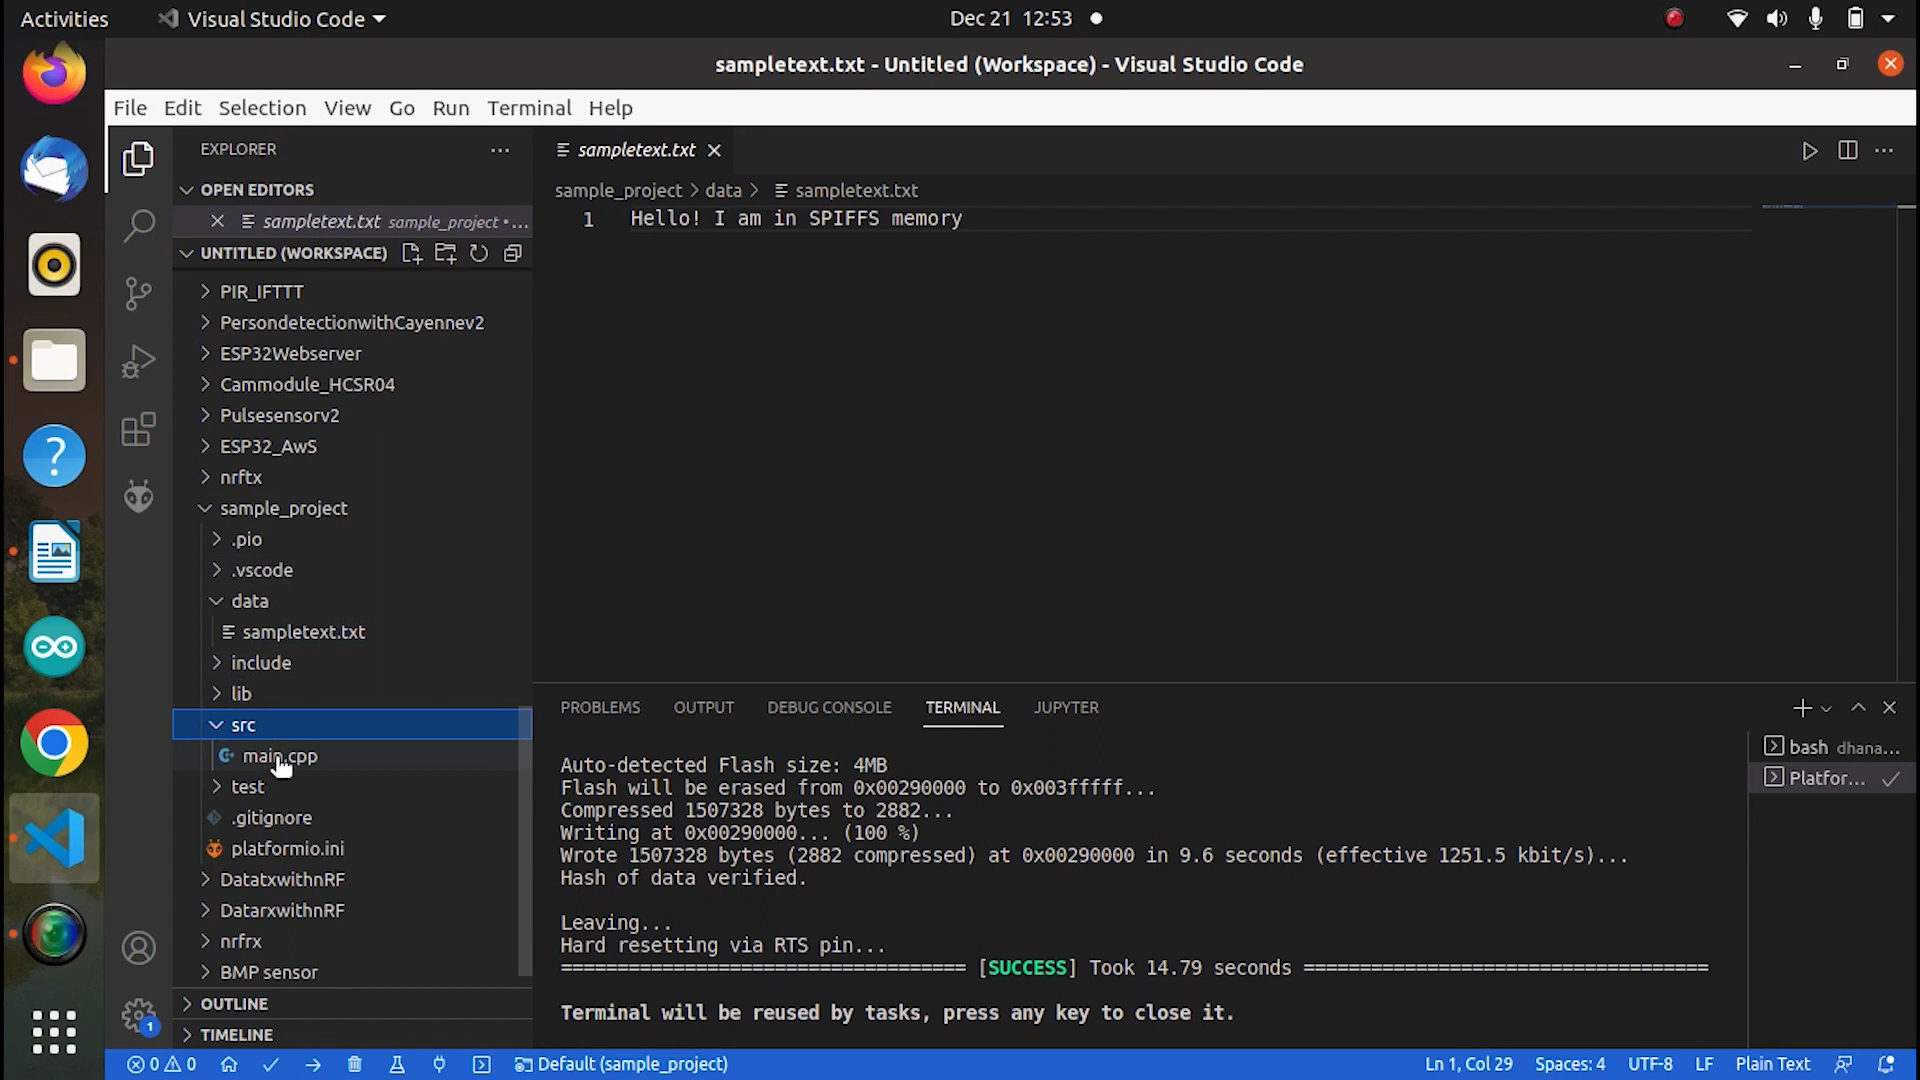 Activities Visual Studio Code Dec 21 12:53
sampletext.txt - Untitled (Workspace) - Visual Studio Code
File Edit Selection View Go Run Terminal Help
EXPLORER
OPEN EDITORS
sampletext.txt sample_project • ...
UNTITLED (WORKSPACE)
PIR_IFTTT
PersondetectionwithCayennev2
ESP32Webserver
Cammodule_HCSR04
Pulsesensorv2
ESP32_AwS
nrftx
sample_project
.pio
.vscode
data
sampletext.txt
include
lib
src
main.cpp
test
.gitignore
platformio.ini
DatatxwithnRF
DatarxwithnRF
nrfrx
BMP sensor
OUTLINE
TIMELINE
sampletext.txt
sample_project > data > sampletext.txt
1 Hello! I am in SPIFFS memory
PROBLEMS OUTPUT DEBUG CONSOLE TERMINAL JUPYTER
Auto-detected Flash size: 4MB
Flash will be erased from 0x00290000 to 0x003fffff...
Compressed 1507328 bytes to 2882...
Writing at 0x00290000... (100 %)
Wrote 1507328 bytes (2882 compressed) at 0x00290000 in 9.6 seconds (effective 1251.5 kbit/s)...
Hash of data verified.
Leaving...
Hard resetting via RTS pin...
=================================== [SUCCESS] Took 14.79 seconds ===================================
Terminal will be reused by tasks, press any key to close it.
bash dhana...
Platfor...
1
0 0 Default (sample_project) Ln 1, Col 29 Spaces: 4 UTF-8 LF Plain Text